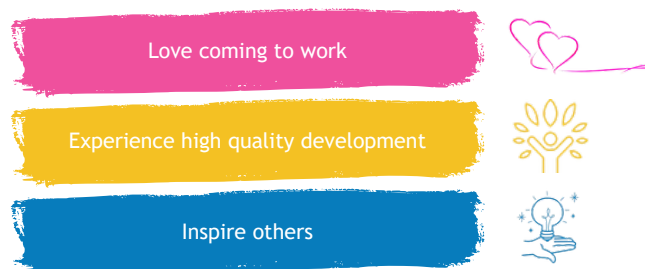 Love coming to work
Experience high quality development
Inspire others